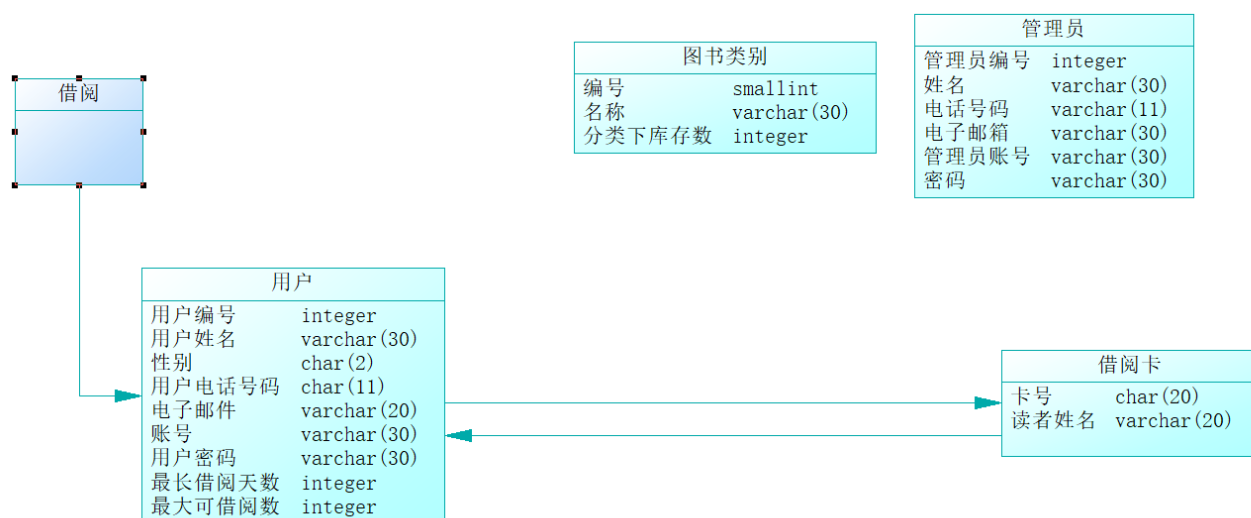 借阅
图书类别
编号 smallint
名称 varchar(30)
分类下库存数 integer
管理员
管理员编号 integer
姓名 varchar(30)
电话号码 varchar(11)
电子邮箱 varchar(30)
管理员账号 varchar(30)
密码 varchar(30)
用户
用户编号 integer
用户姓名 varchar(30)
性别 char(2)
用户电话号码 char(11)
电子邮件 varchar(20)
账号 varchar(30)
用户密码 varchar(30)
最长借阅天数 integer
最大可借阅数 integer
借阅卡
卡号 char(20)
读者姓名 varchar(20)